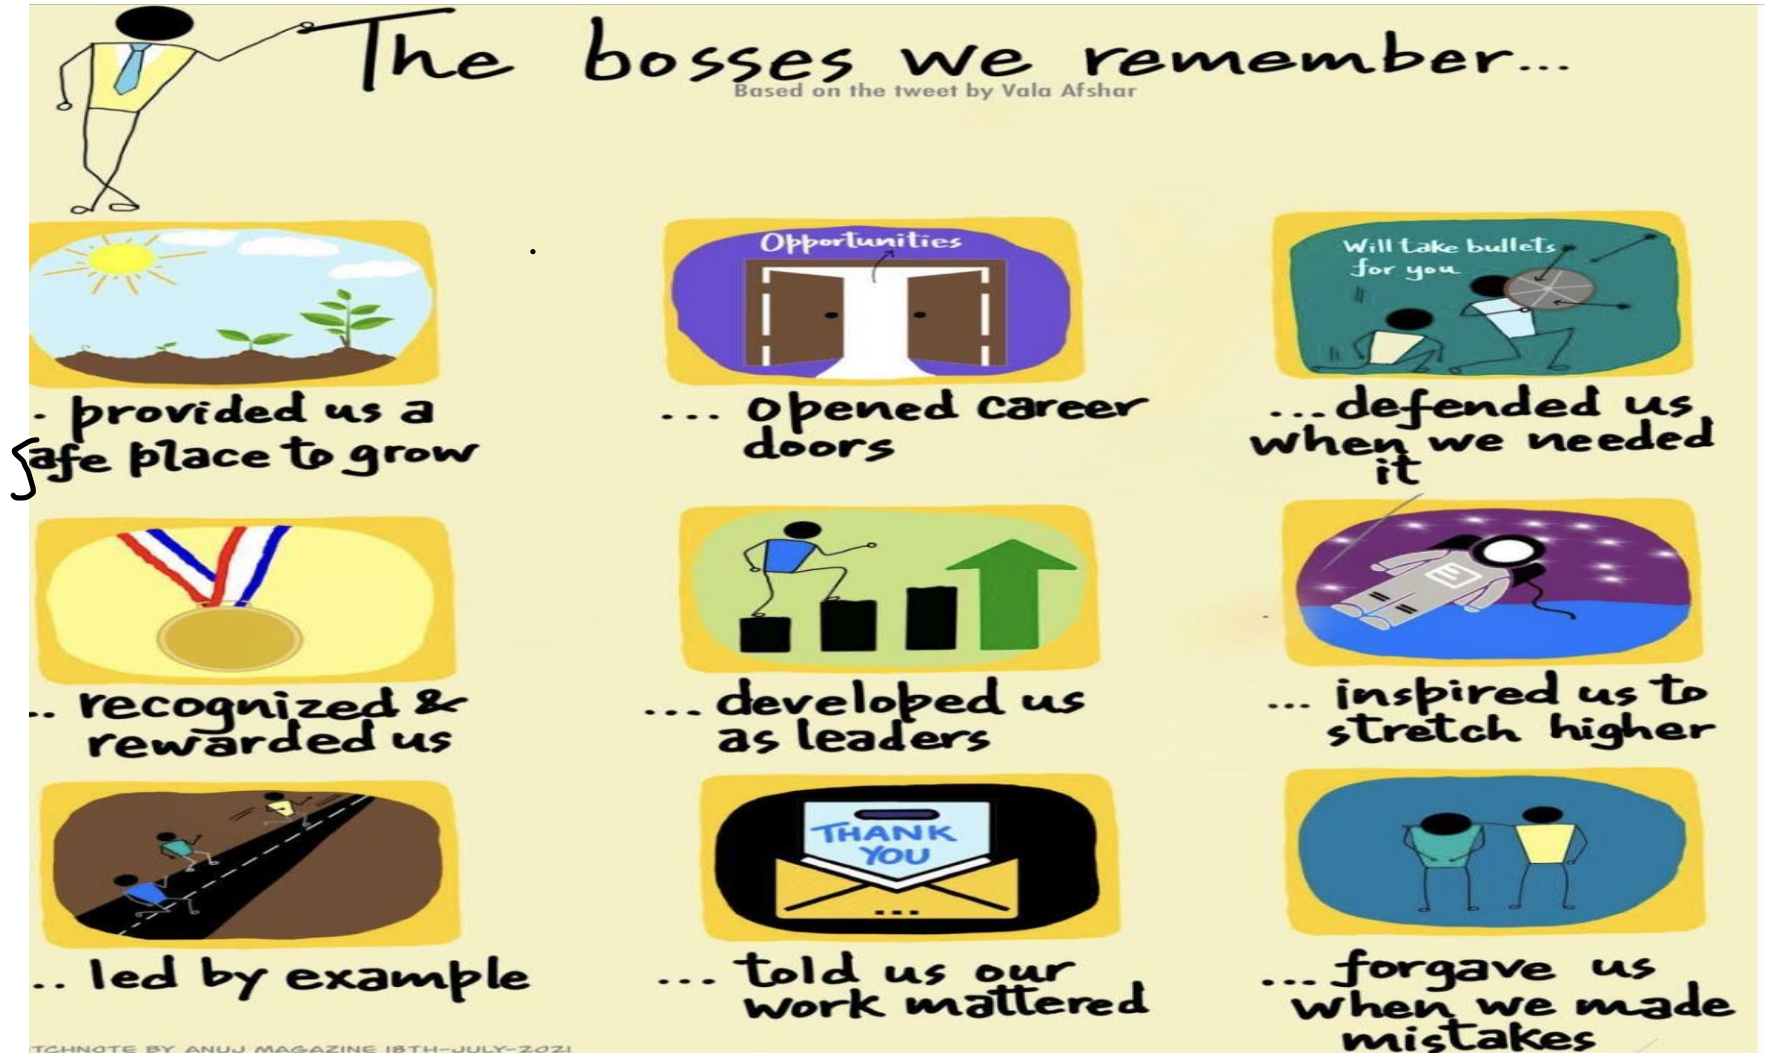 The bosses we remember...
Based on the tweet by Vala Afshar
Opportunities
Will take bullets
for you
. provided us a
safe place to grow
... opened career
doors
...defended us
when we needed
it
.. recognized &
rewarded us
... developed us
as leaders
... inspired us to
stretch higher
THANK
YOU
...
.. led by example
... told us our
work mattered
... forgave us
when we made
mistakes
TCHNOTE BY ANUJ MAGAZINE 18TH-JULY-2021